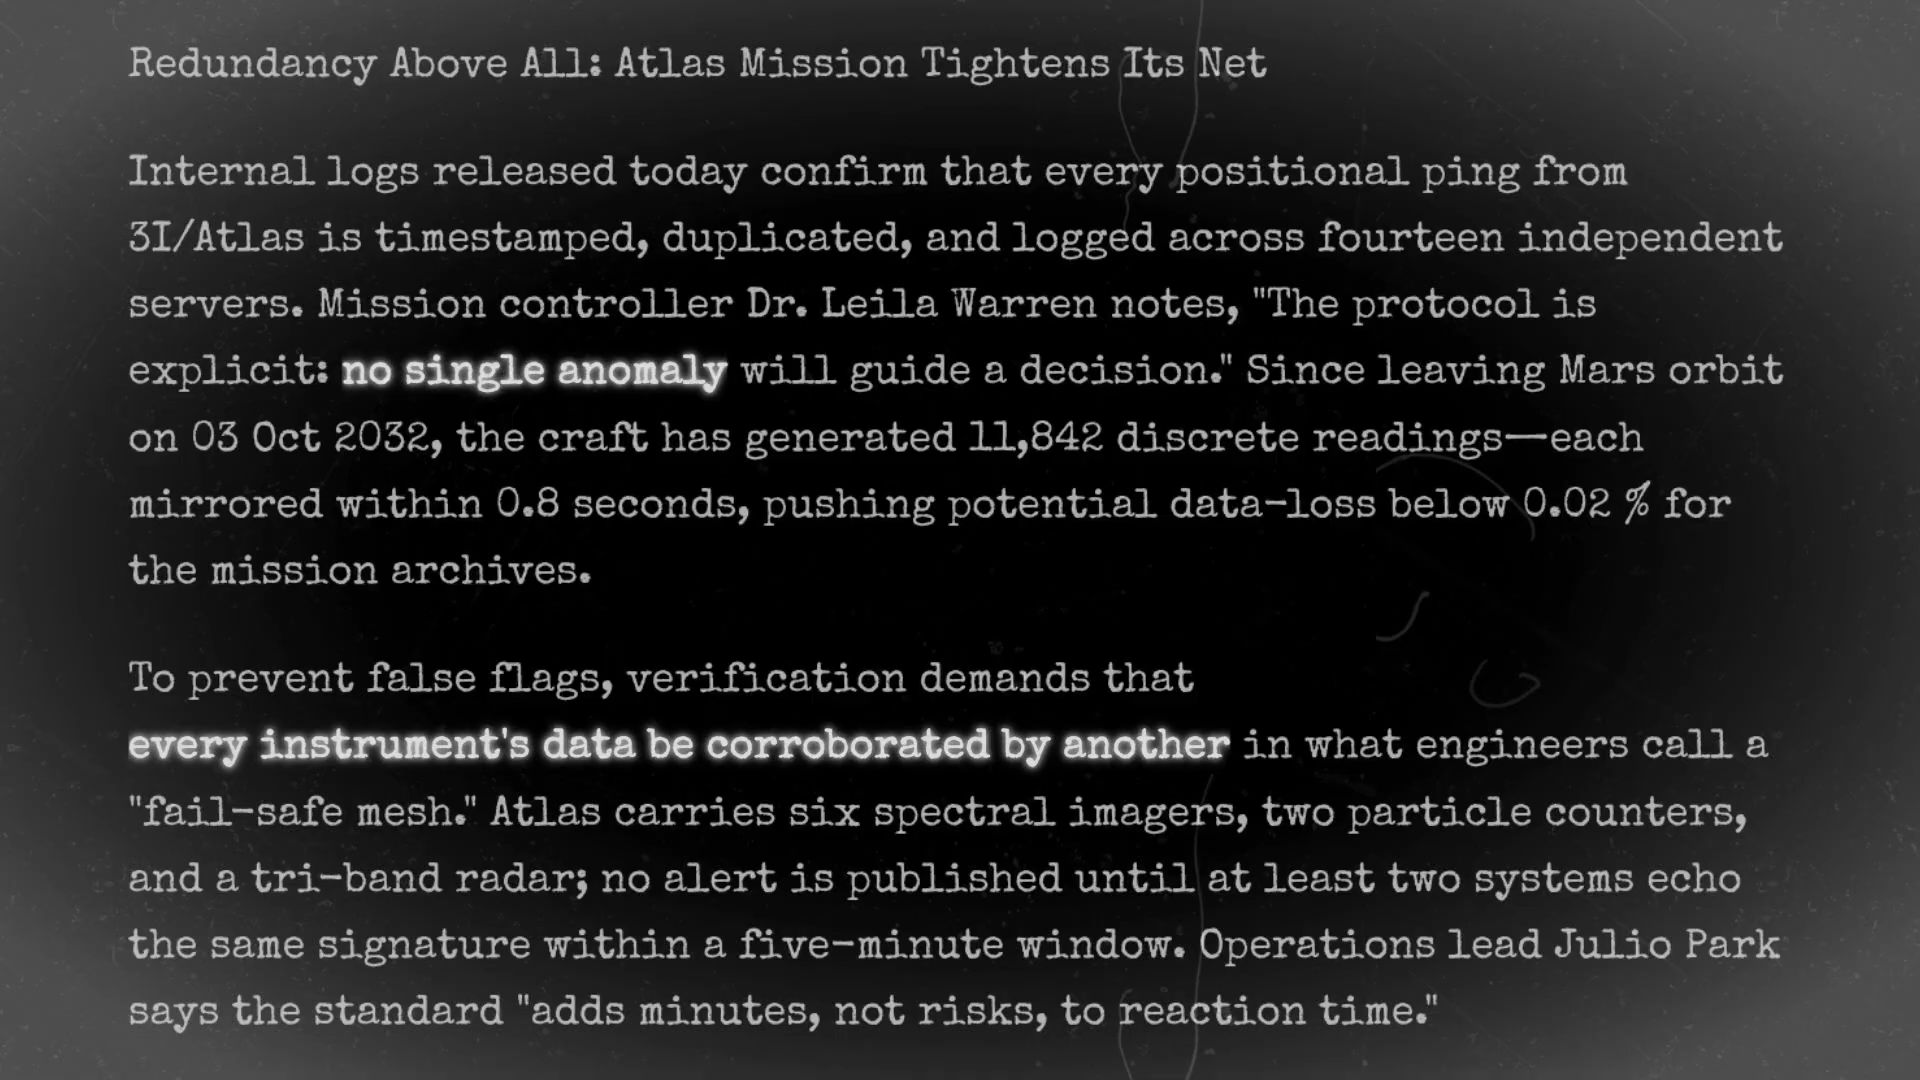 Redundancy Above All: Atlas Mission Tightens Its Net
Internal logs released today confirm that every positional ping from
3I/Atlas is timestamped, duplicated, and logged across fourteen independent
servers. Mission controller Dr. Leila Warren notes, "The protocol is
explicit: no single anomaly will guide a decision." Since leaving Mars orbit
on 03 Oct 2032, the craft has generated 11,842 discrete readings—each
mirrored within 0.8 seconds, pushing potential data-loss below 0.02 % for
the mission archives.
To prevent false flags, verification demands that
every instrument's data be corroborated by another in what engineers call a
"fail-safe mesh." Atlas carries six spectral imagers, two particle counters,
and a tri-band radar; no alert is published until at least two systems echo
the same signature within a five-minute window. Operations lead Julio Park
says the standard "adds minutes, not risks, to reaction time."